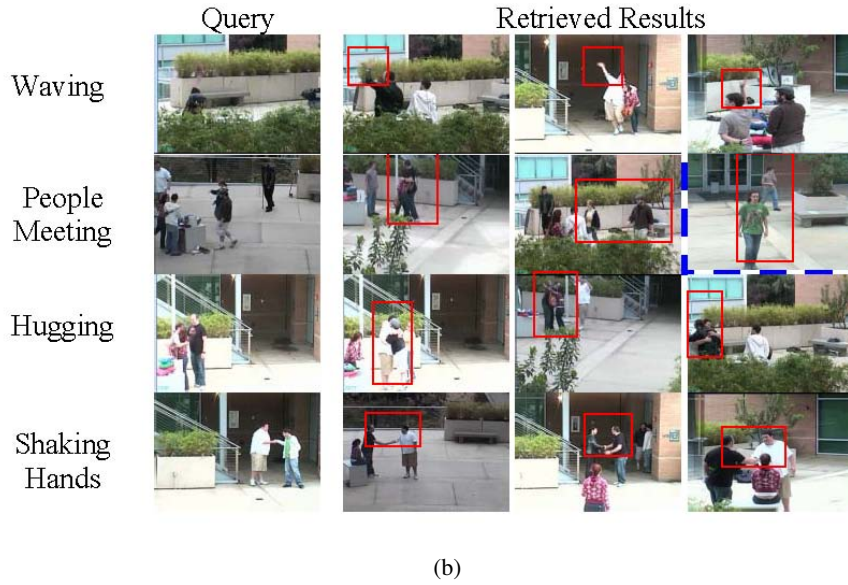 Query
Retrieved Results
Waving
People
Meeting
Hugging
Shaking
Hands
(b)